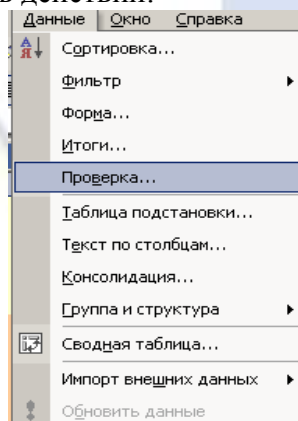 в действий:
Данные Окно Справка
Сортировка...
Фильтр
Форма...
Итоги...
Проверка...
Таблица подстановки...
Текст по столбцам...
Консолидация...
Группа и структура
Сводная таблица...
Импорт внешних данных
Обновить данные